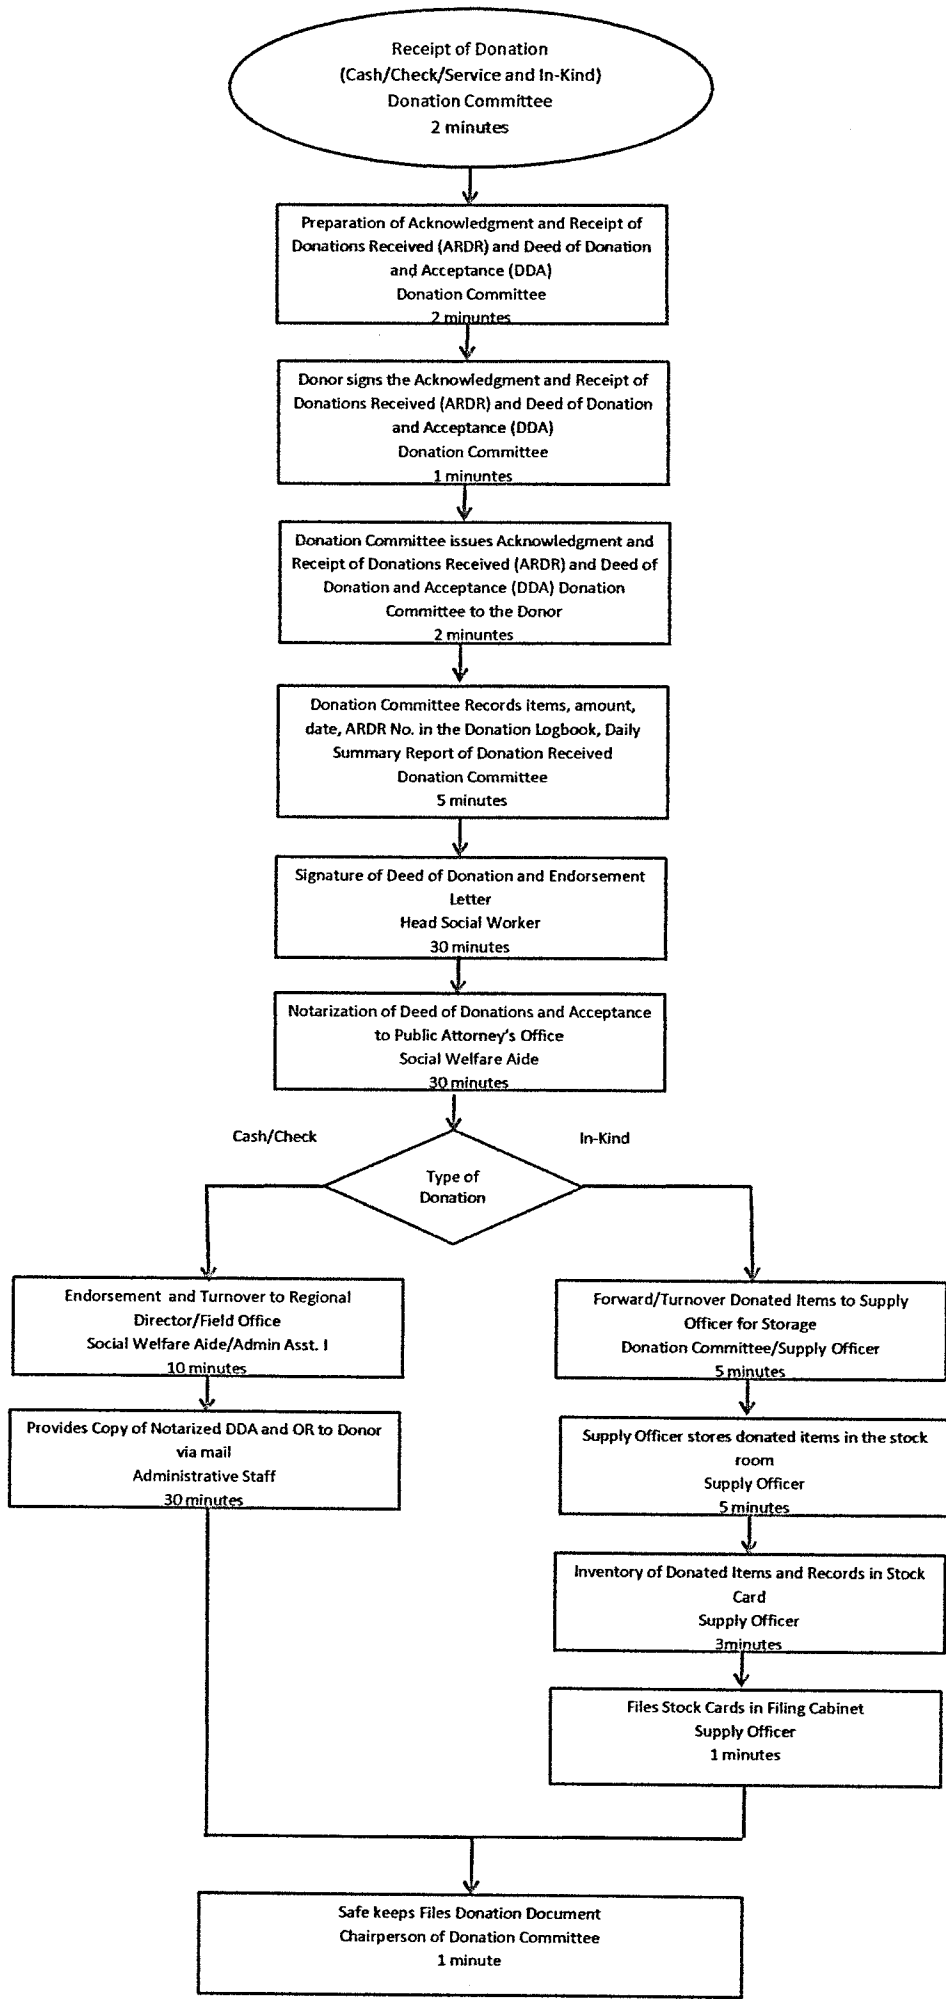 Receipt of Donation
(Cash/Check/Service and In-Kind)
Donation Committee
2 minutes
Preparation of Acknowledgment and Receipt of
Donations Received (ARDR) and Deed of Donation
and Acceptance (DDA)
Donation Committee
2 minuntes
Donor signs the Acknowledgment and Receipt of
Donations Received (ARDR) and Deed of Donation
and Acceptance (DDA)
Donation Committee
1 minuntes
Donation Committee issues Acknowledgment and
Receipt of Donations Received (ARDR) and Deed of
Donation and Acceptance (DDA) Donation
Committee to the Donor
2 minuntes
Donation Committee Records items, amount,
date, ARDR No. in the Donation Logbook, Daily
Summary Report of Donation Received
Donation Committee
5 minutes
Signature of Deed of Donation and Endorsement
Letter
Head Social Worker
30 minutes
Notarization of Deed of Donations and Acceptance
to Public Attorney's Office
Social Welfare Aide
30 minutes
Cash/Check
In-Kind
Type of
Donation
Endorsement and Turnover to Regional
Director/Field Office
Social Welfare Aide/Admin Asst. I
10 minutes
Provides Copy of Notarized DDA and OR to Donor
via mail
Administrative Staff
30 minutes
Forward/Turnover Donated Items to Supply
Officer for Storage
Donation Committee/Supply Officer
5 minutes
Supply Officer stores donated items in the stock
room
Supply Officer
5 minutes
Inventory of Donated Items and Records in Stock
Card
Supply Officer
3minutes
Files Stock Cards in Filing Cabinet
Supply Officer
1 minutes
Safe keeps Files Donation Document
Chairperson of Donation Committee
1 minute